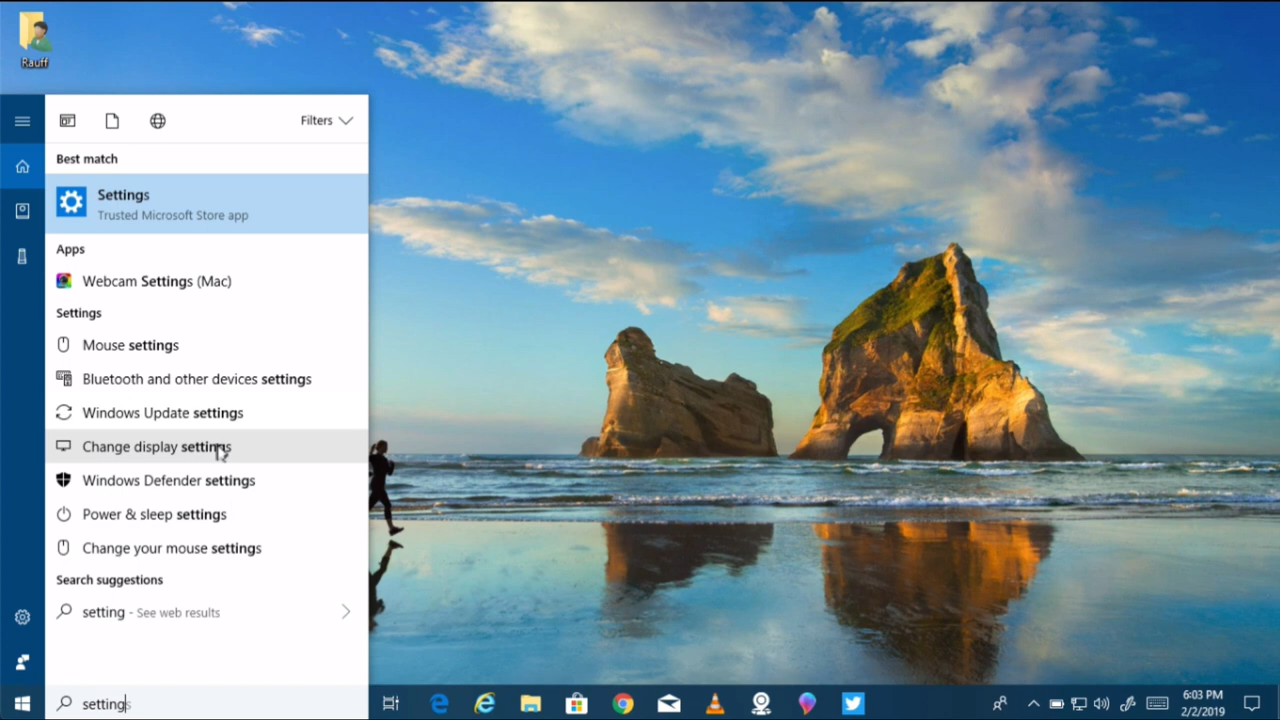 Rauff
Filters
Best match
Settings
Trusted Microsoft Store app
Apps
Webcam Settings (Mac)
Settings
Mouse settings
Bluetooth and other devices settings
Windows Update settings
Change display settings
Windows Defender settings
Power & sleep settings
Change your mouse settings
Search suggestions
setting - See web results
settings
6:03 PM
2/2/2019